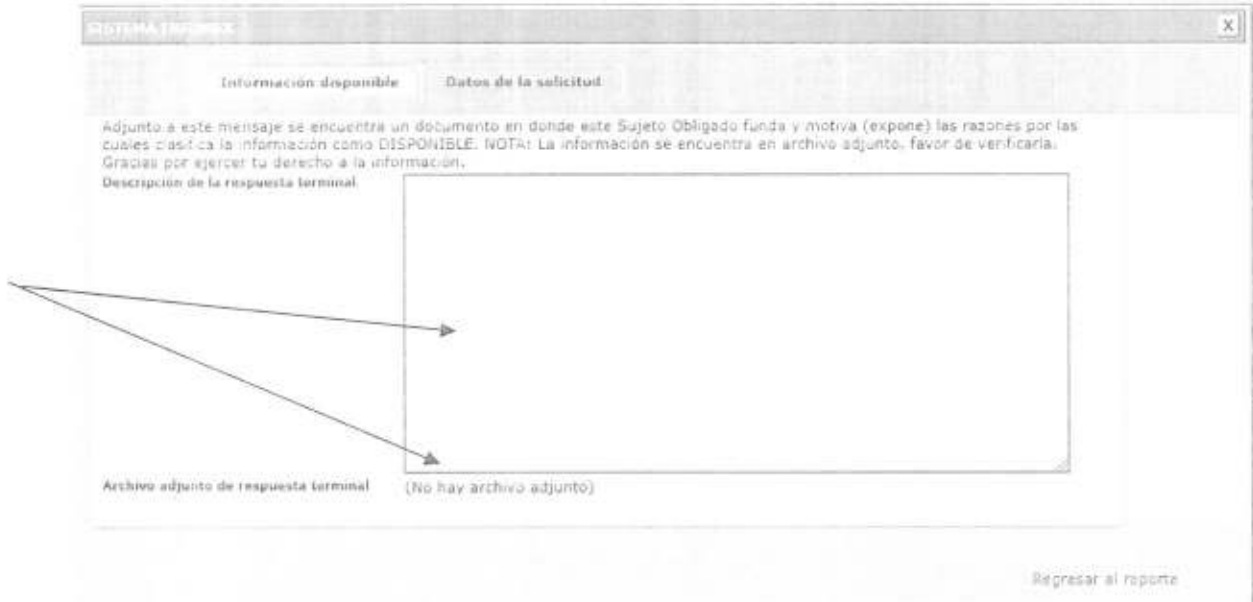 SISTEMA INFOMEX
X
Información disponible Datos de la solicitud
Adjunto a este mensaje se encuentra un documento en donde este Sujeto Obligado funda y motiva (expone) las razones por las
cuales clasifica la información como DISPONIBLE. NOTA: La información se encuentra en archivo adjunto, favor de verificarla.
Gracias por ejercer tu derecho a la información.
Descripción de la respuesta terminal
Archivo adjunto de respuesta terminal (No hay archivo adjunto)
Regresar al reporte